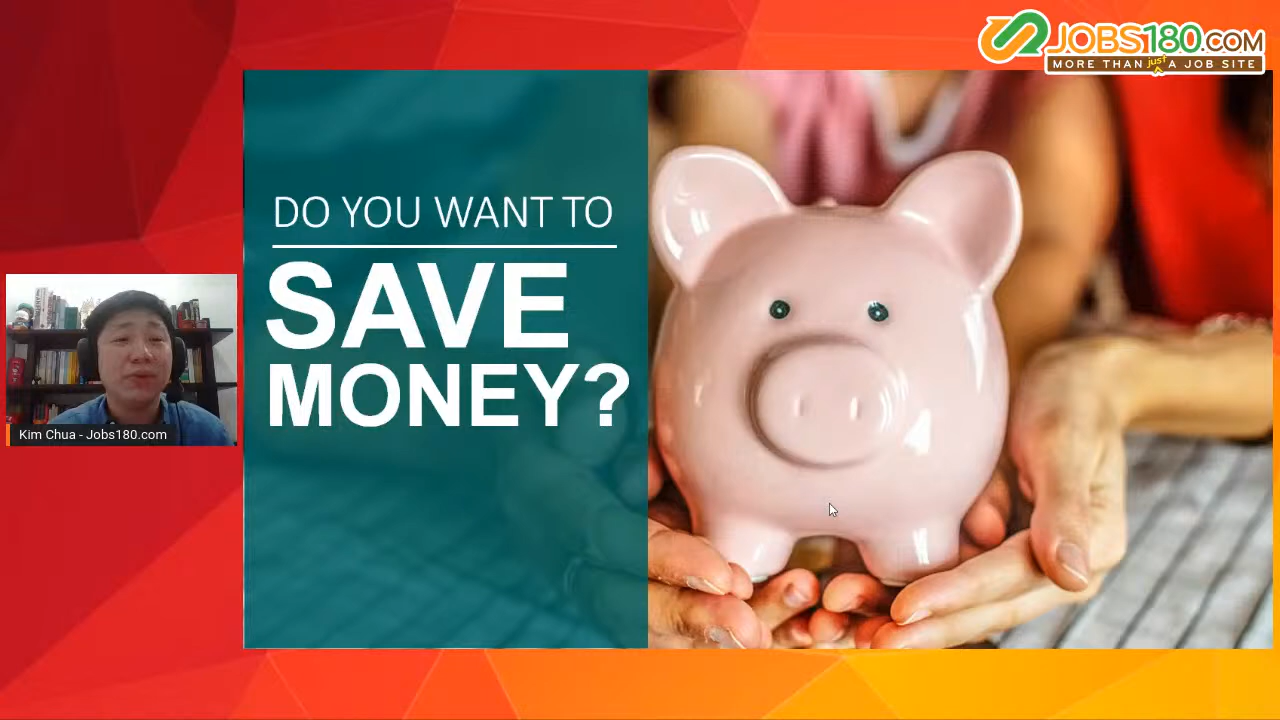 JOBS180.COM
MORE THAN just A JOB SITE
DO YOU WANT TO
SAVE
MONEY?
Kim Chua - Jobs180.com